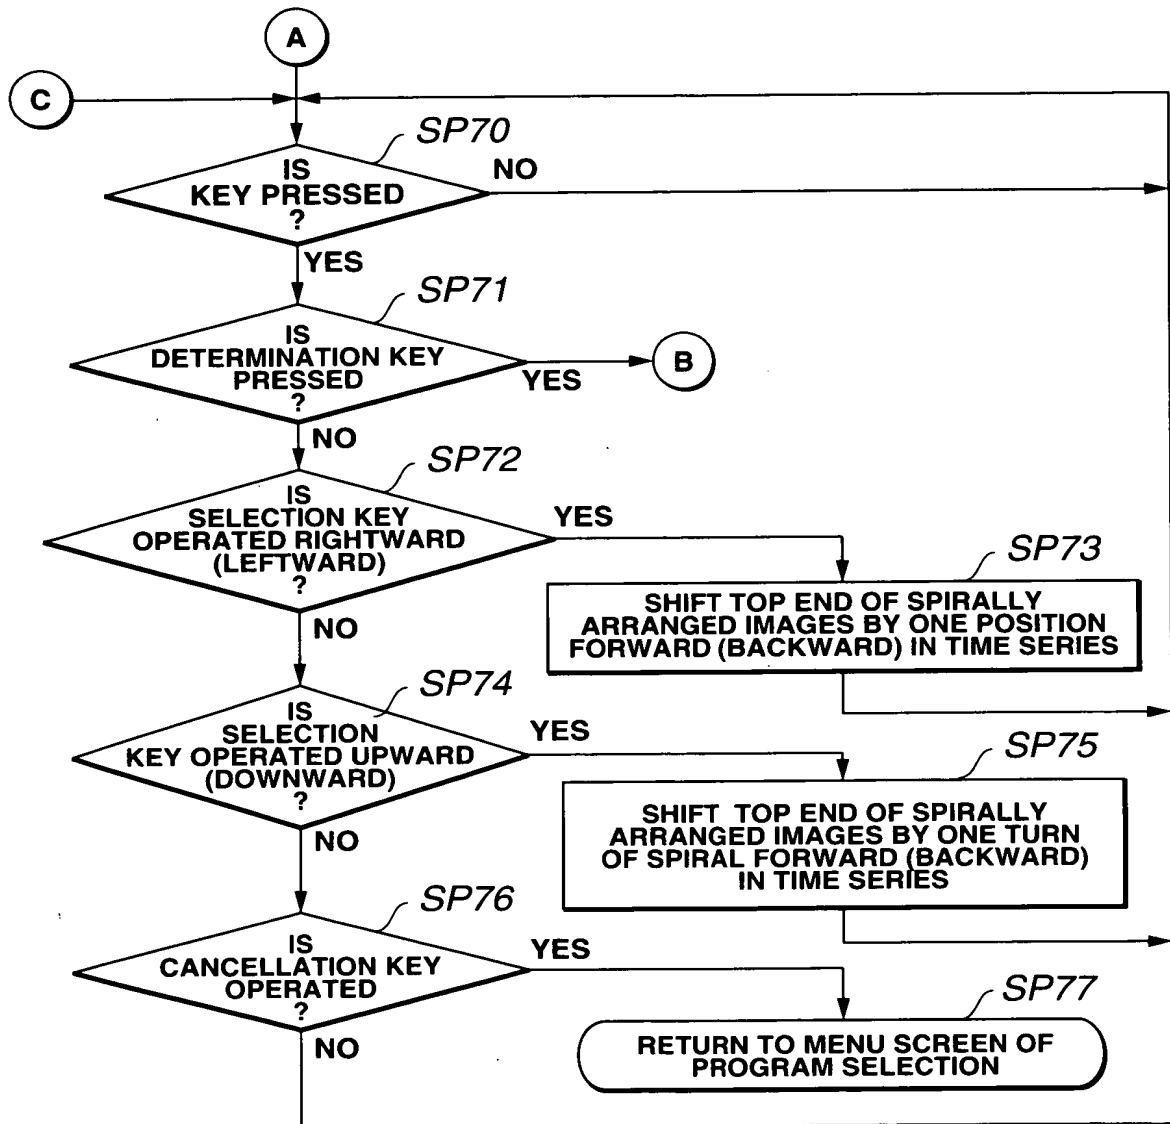 A
C
SP70
IS
KEY PRESSED
?
NO
YES
SP71
IS
DETERMINATION KEY
PRESSED
?
YES
B
NO
SP72
IS
SELECTION KEY
OPERATED RIGHTWARD
(LEFTWARD)
?
YES
NO
SP73
SHIFT TOP END OF SPIRALLY
ARRANGED IMAGES BY ONE POSITION
FORWARD (BACKWARD) IN TIME SERIES
SP74
IS
SELECTION
KEY OPERATED UPWARD
(DOWNWARD)
?
YES
NO
SP75
SHIFT TOP END OF SPIRALLY
ARRANGED IMAGES BY ONE TURN
OF SPIRAL FORWARD (BACKWARD)
IN TIME SERIES
SP76
IS
CANCELLATION KEY
OPERATED
?
YES
NO
SP77
RETURN TO MENU SCREEN OF
PROGRAM SELECTION